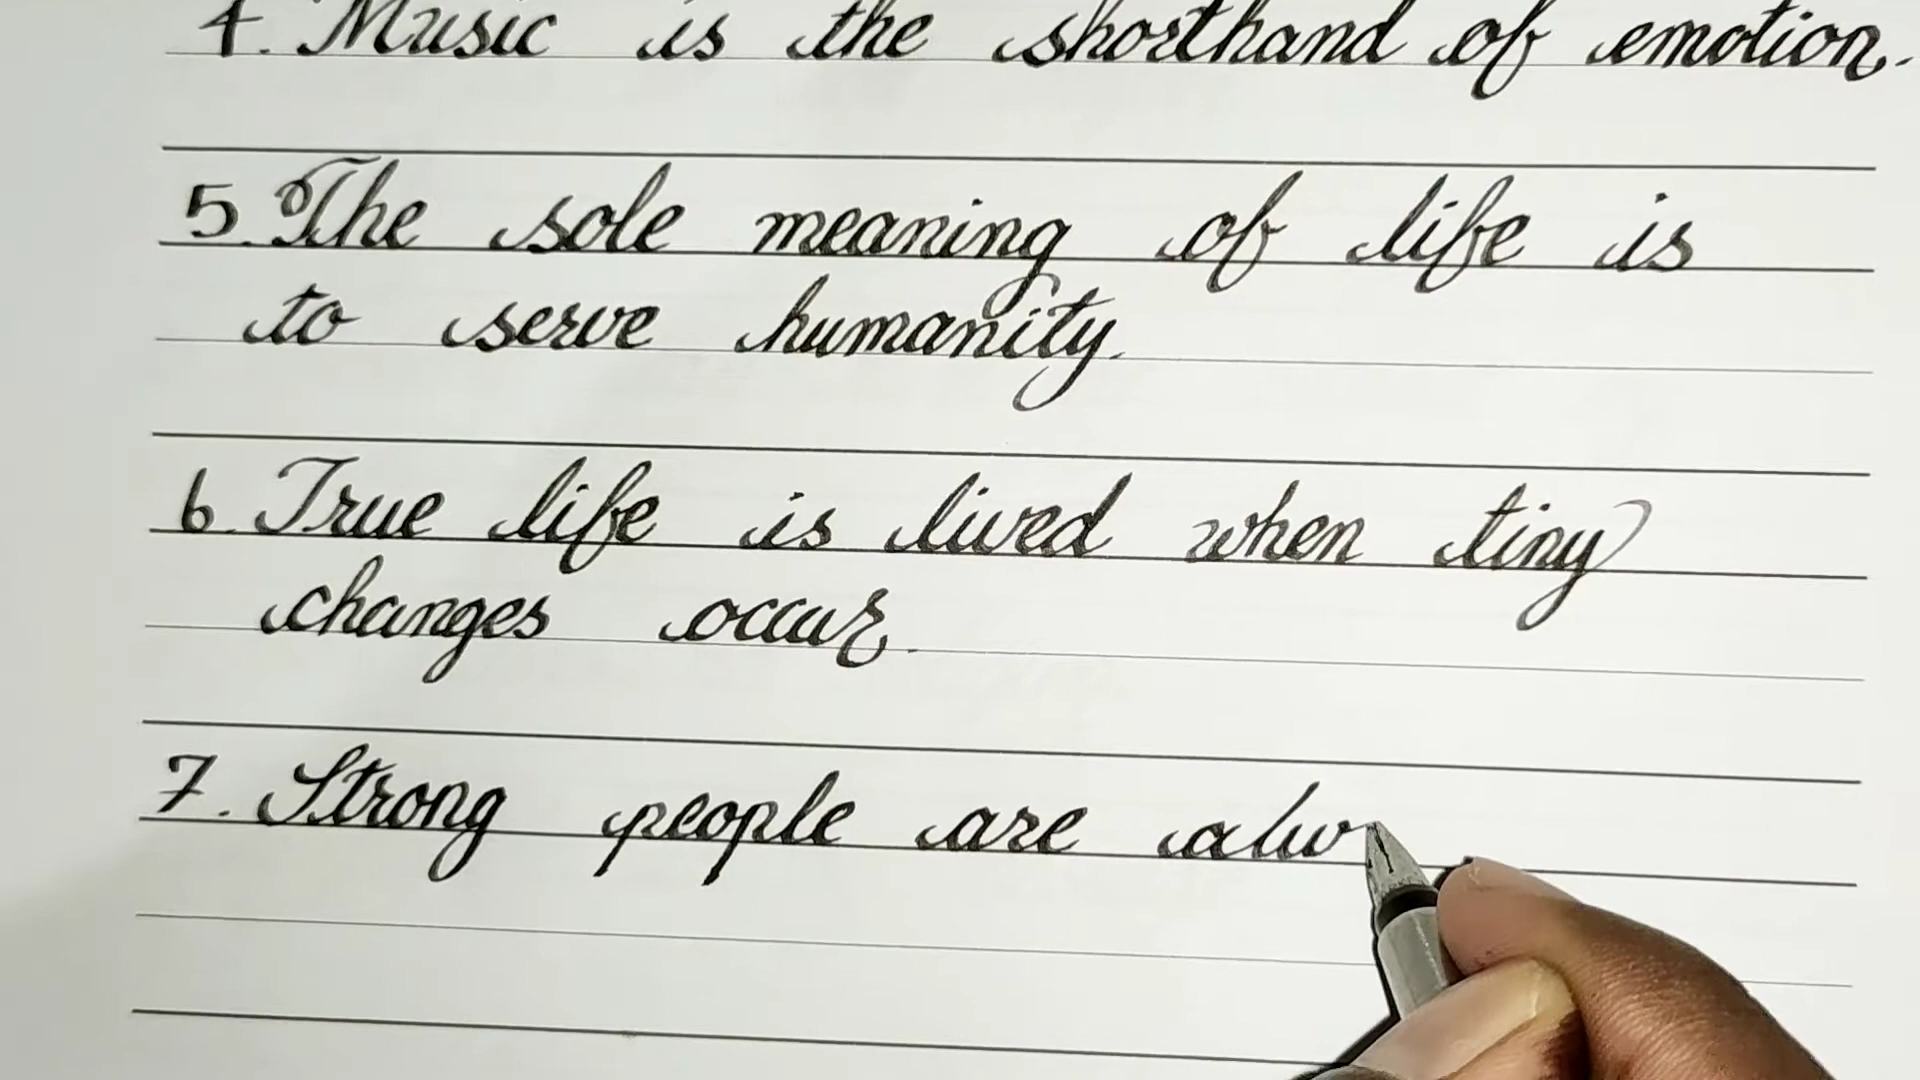 4. Music is the shorthand of emotion.
5. The sole meaning of life is
to serve humanity.
6. True life is lived when tiny
changes occur.
7. Strong people are alw